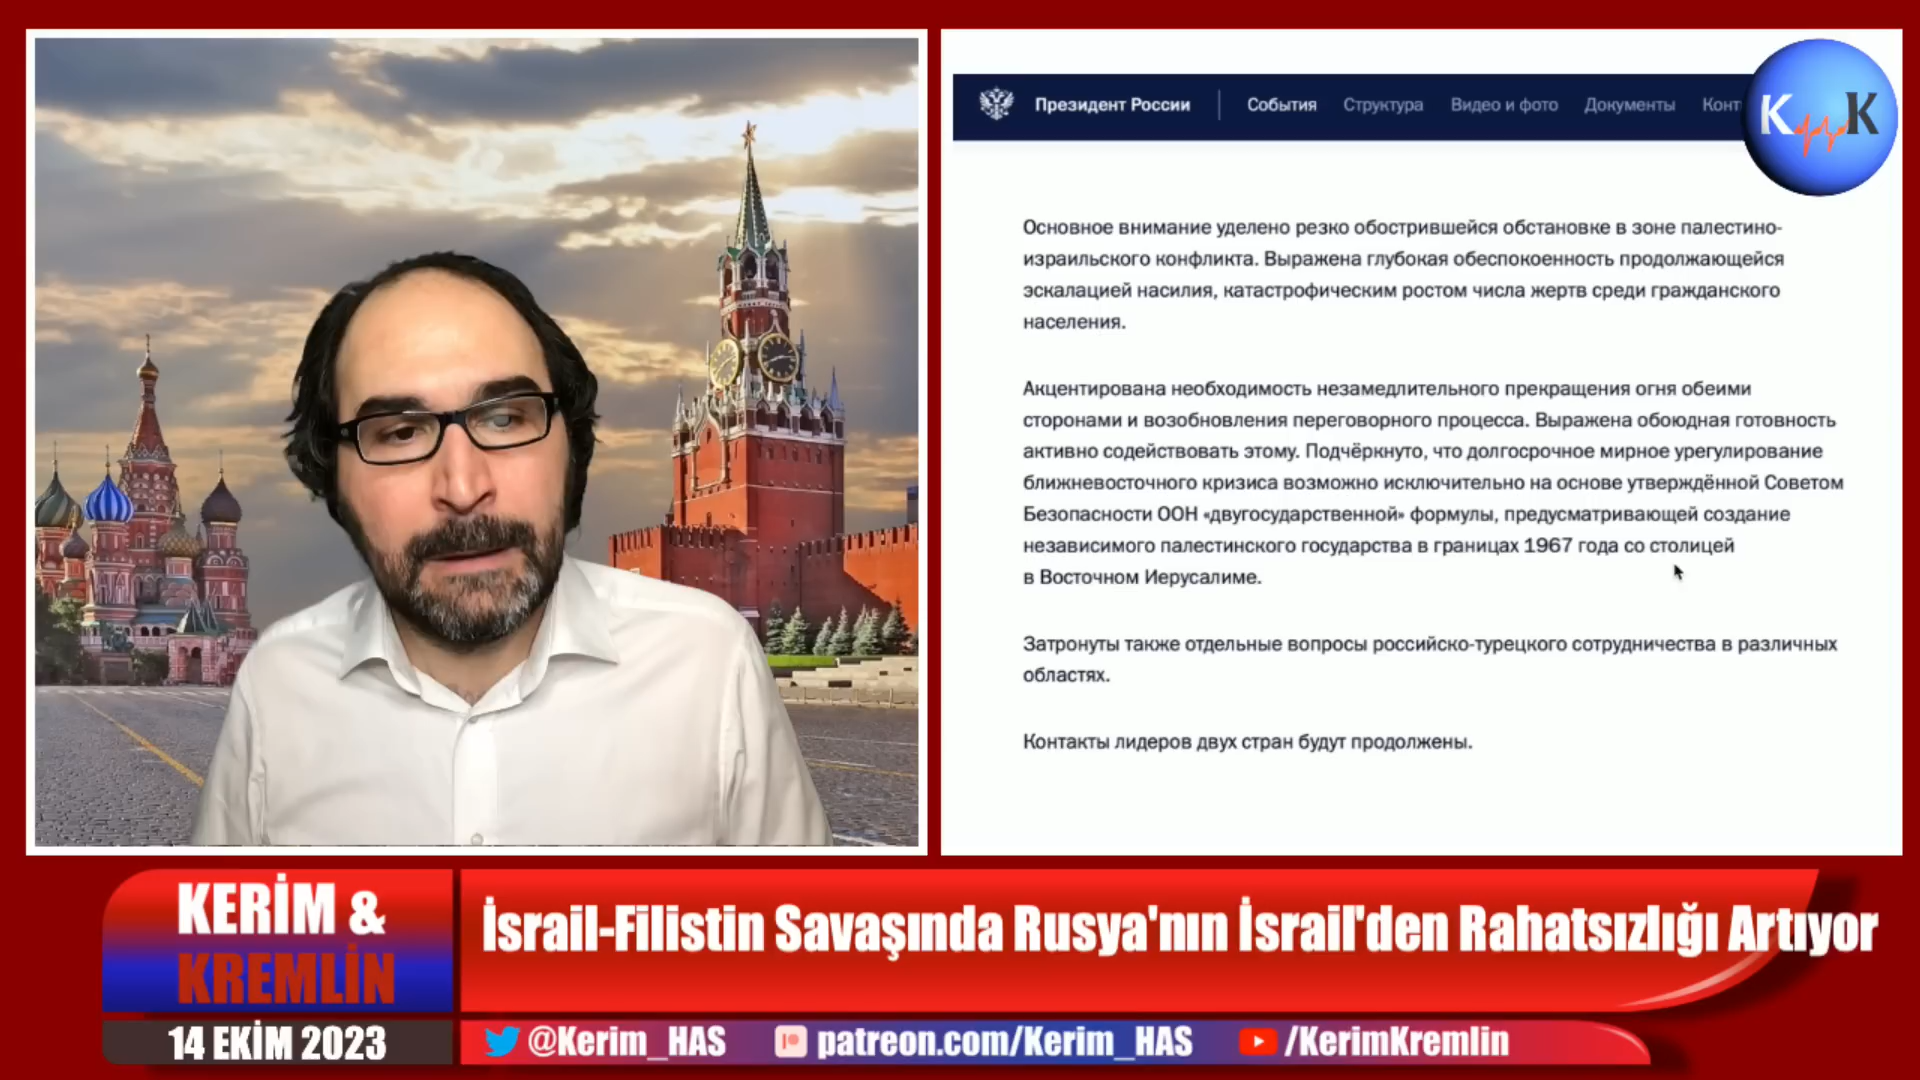 Президент России
События
Структура
Видео и фото
Документы
Конт
K K
Основное внимание уделено резко обострившейся обстановке в зоне палестино-
израильского конфликта. Выражена глубокая обеспокоенность продолжающейся
эскалацией насилия, катастрофическим ростом числа жертв среди гражданского
населения.
Акцентирована необходимость незамедлительного прекращения огня обеими
сторонами и возобновления переговорного процесса. Выражена обоюдная готовность
активно содействовать этому. Подчёркнуто, что долгосрочное мирное урегулирование
ближневосточного кризиса возможно исключительно на основе утверждённой Советом
Безопасности ООН «двугосударственной» формулы, предусматривающей создание
независимого палестинского государства в границах 1967 года со столицей
в Восточном Иерусалиме.
Затронуты также отдельные вопросы российско-турецкого сотрудничества в различных
областях.
Контакты лидеров двух стран будут продолжены.
KERİM &
KREMLİN
14 EKİM 2023
İsrail-Filistin Savaşında Rusya'nın İsrail'den Rahatsızlığı Artıyor
@Kerim_HAS
patreon.com/Kerim_HAS
/KerimKremlin